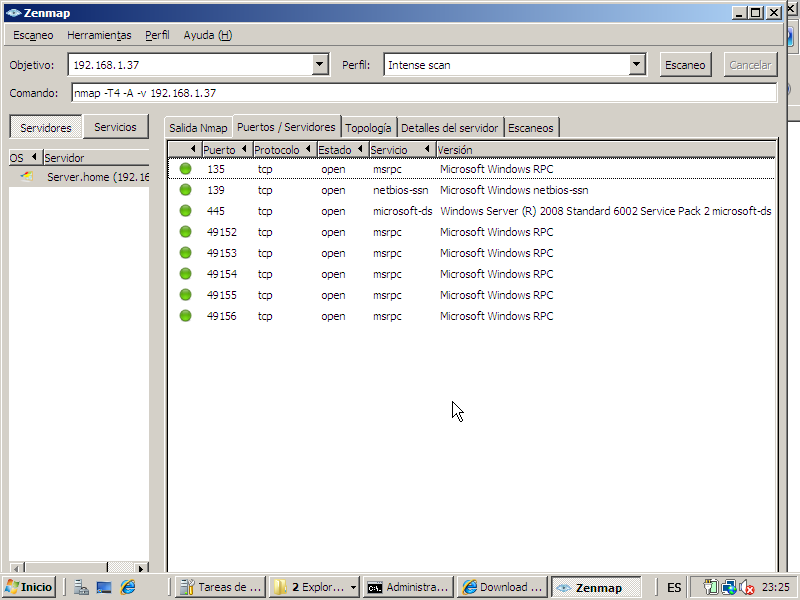 Zenmap
Escaneo Herramientas Perfil Ayuda (H)
Objetivo: 192.168.1.37 Perfil: Intense scan Escaneo Cancelar
Comando: nmap -T4 -A -v 192.168.1.37
Servidores Servicios Salida Nmap Puertos / Servidores Topología Detalles del servidor Escaneos
OS Servidor Puerto Protocolo Estado Servicio Versión
Server.home (192.16
135 tcp open msrpc Microsoft Windows RPC
139 tcp open netbios-ssn Microsoft Windows netbios-ssn
445 tcp open microsoft-ds Windows Server (R) 2008 Standard 6002 Service Pack 2 microsoft-ds
49152 tcp open msrpc Microsoft Windows RPC
49153 tcp open msrpc Microsoft Windows RPC
49154 tcp open msrpc Microsoft Windows RPC
49155 tcp open msrpc Microsoft Windows RPC
49156 tcp open msrpc Microsoft Windows RPC
Inicio Tareas de ... 2 Explor... Administra... Download ... Zenmap ES 23:25